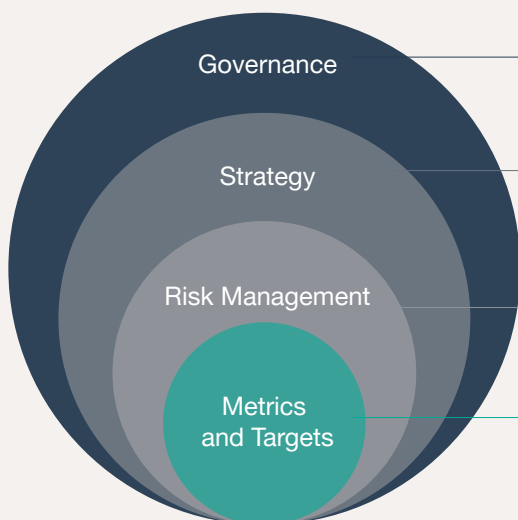 Governance
Strategy
Risk Management
Metrics
and Targets